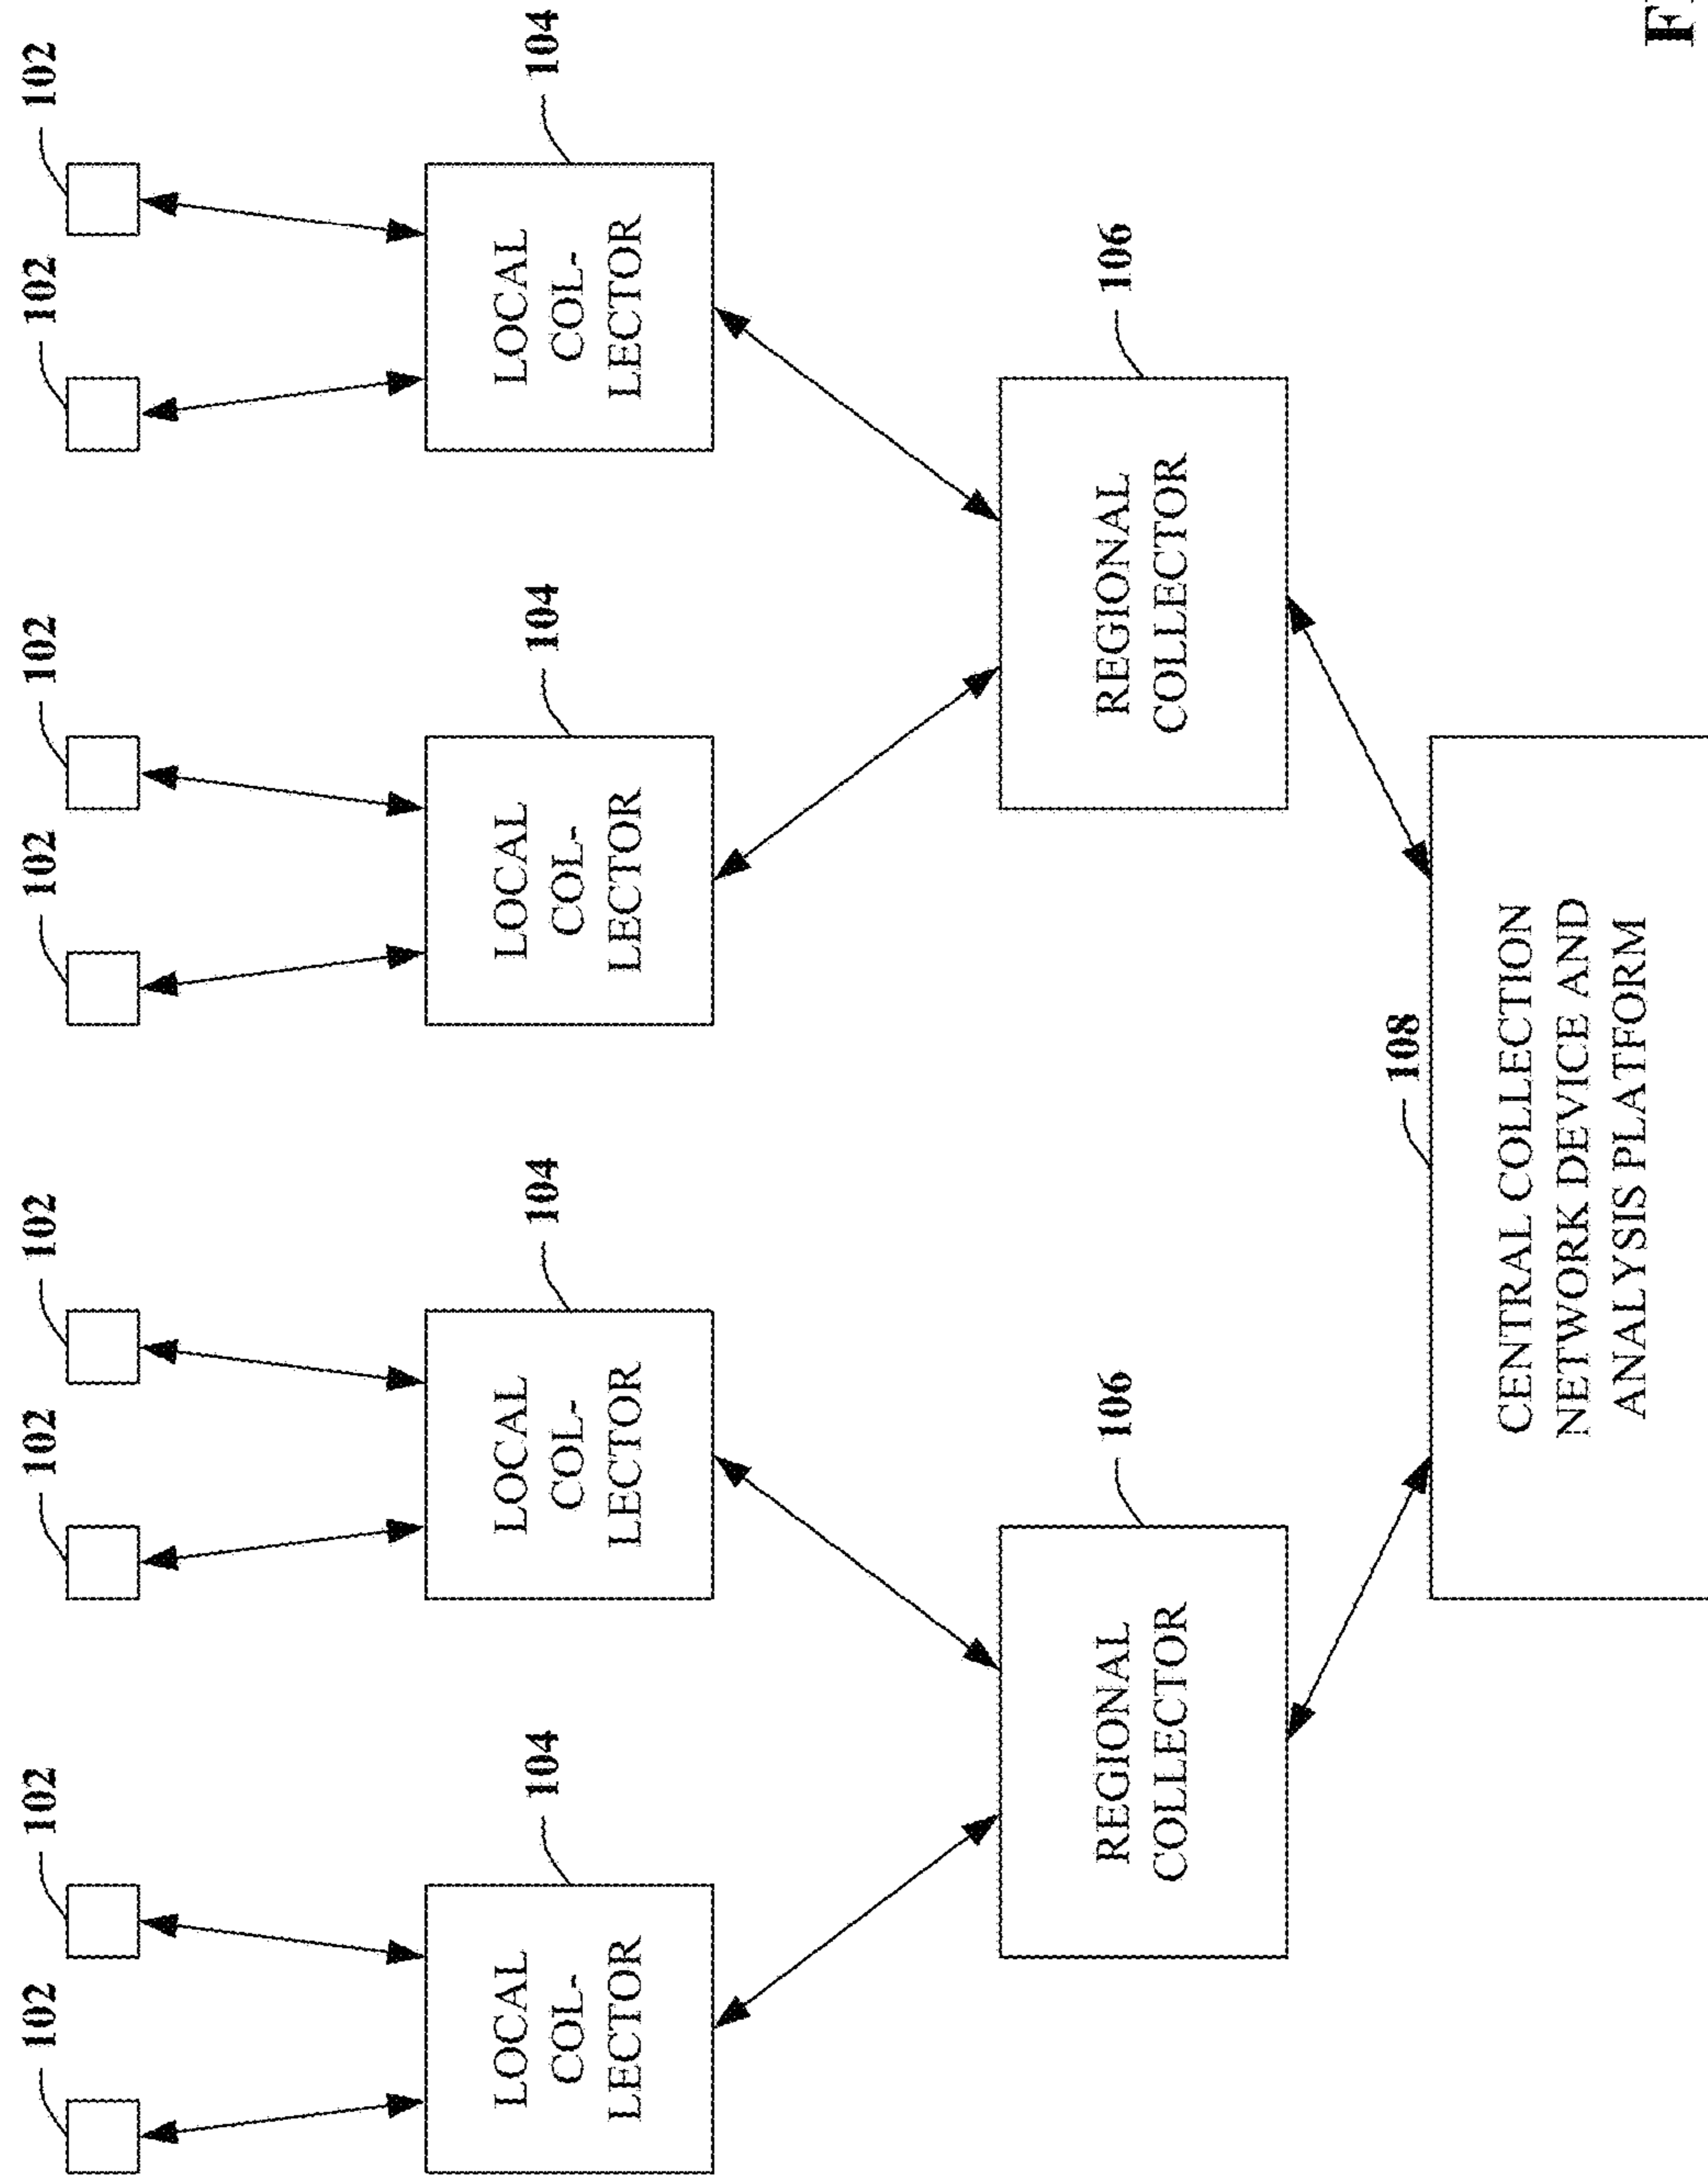 102
102
102
102
102
102
102
102
LOCAL
COL-
LECTOR
104
LOCAL
COL-
LECTOR
104
LOCAL
COL-
LECTOR
104
LOCAL
COL-
LECTOR
104
REGIONAL
COLLECTOR
106
REGIONAL
COLLECTOR
106
108
CENTRAL COLLECTION
NETWORK DEVICE AND
ANALYSIS PLATFORM